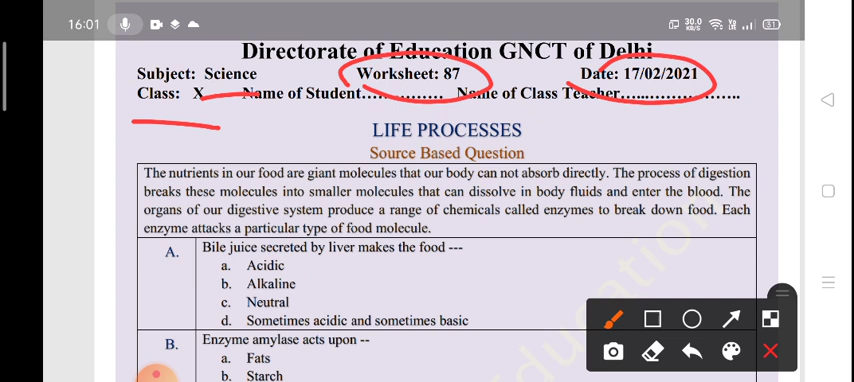 16:01
30.0
KB/S
31
Directorate of Education GNCT of Delhi
Subject: Science Worksheet: 87 Date: 17/02/2021
Class: X Name of Student…………… Name of Class Teacher…..…………….
LIFE PROCESSES
Source Based Question
The nutrients in our food are giant molecules that our body can not absorb directly. The process of digestion
breaks these molecules into smaller molecules that can dissolve in body fluids and enter the blood. The
organs of our digestive system produce a range of chemicals called enzymes to break down food. Each
enzyme attacks a particular type of food molecule.
A. Bile juice secreted by liver makes the food ---
a. Acidic
b. Alkaline
c. Neutral
d. Sometimes acidic and sometimes basic
B. Enzyme amylase acts upon --
a. Fats
b. Starch